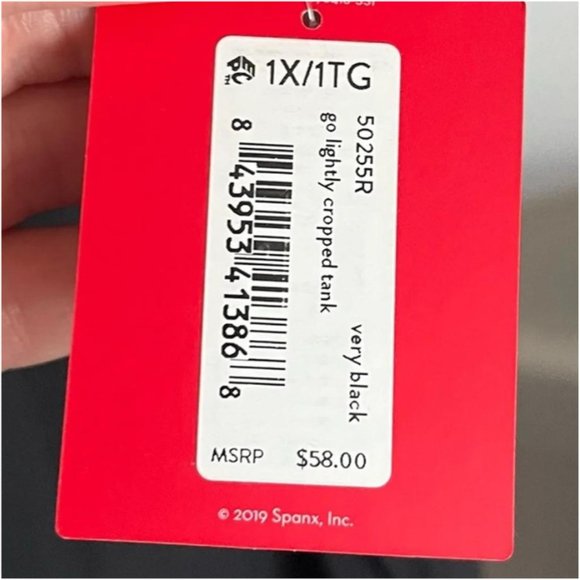 EPC™ 1X/1TG
50255R
go lightly cropped tank
very black
8 43953 41386 8
MSRP $58.00
© 2019 Spanx, Inc.